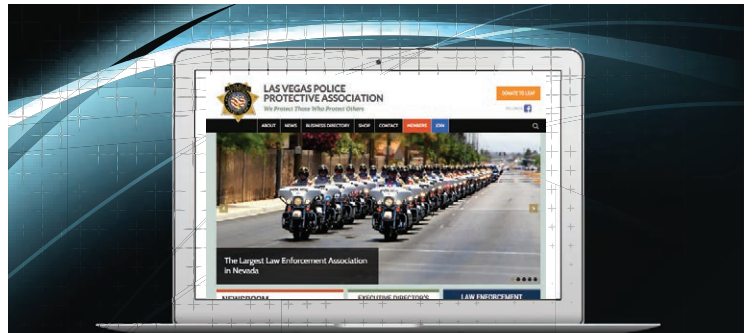 LAS VEGAS POLICE
PROTECTIVE ASSOCIATION
We Protect Those Who Protect Others
DONATE TO LEAF
ABOUT NEWS BUSINESS DIRECTORY SHOP CONTACT MEMBERS JOIN
The Largest Law Enforcement Association
in Nevada
NEWSROOM EXECUTIVE DIRECTOR'S LAW ENFORCEMENT